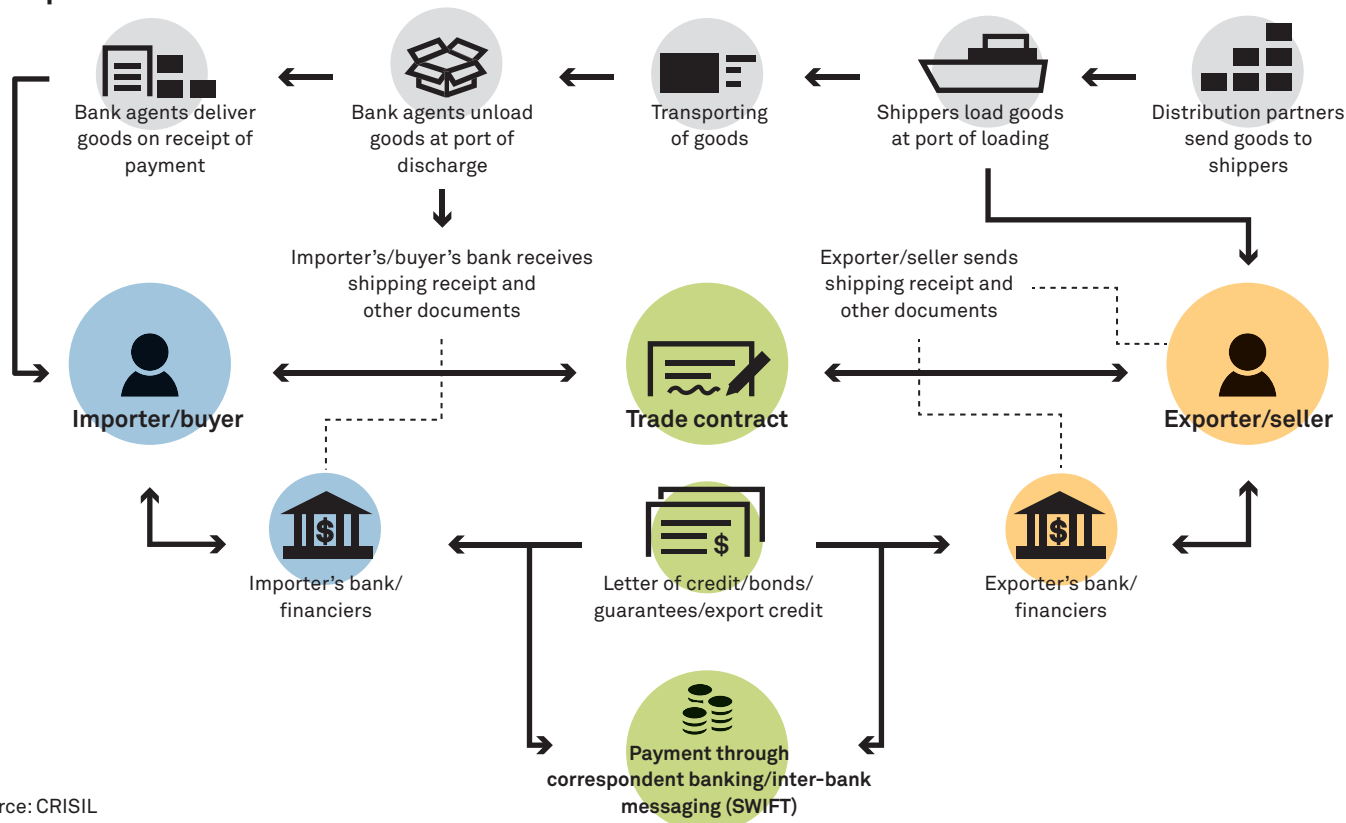 Bank agents deliver
goods on receipt of
payment
Bank agents unload
goods at port of
discharge
Transporting
of goods
Shippers load goods
at port of loading
Distribution partners
send goods to
shippers
Importer's/buyer's bank receives
shipping receipt and
other documents
Exporter/seller sends
shipping receipt and
other documents
Importer/buyer
Trade contract
Exporter/seller
$
$
$
Importer's bank/
financiers
Letter of credit/bonds/
guarantees/export credit
Exporter's bank/
financiers
Payment through
correspondent banking/inter-bank
messaging (SWIFT)
rce: CRISIL